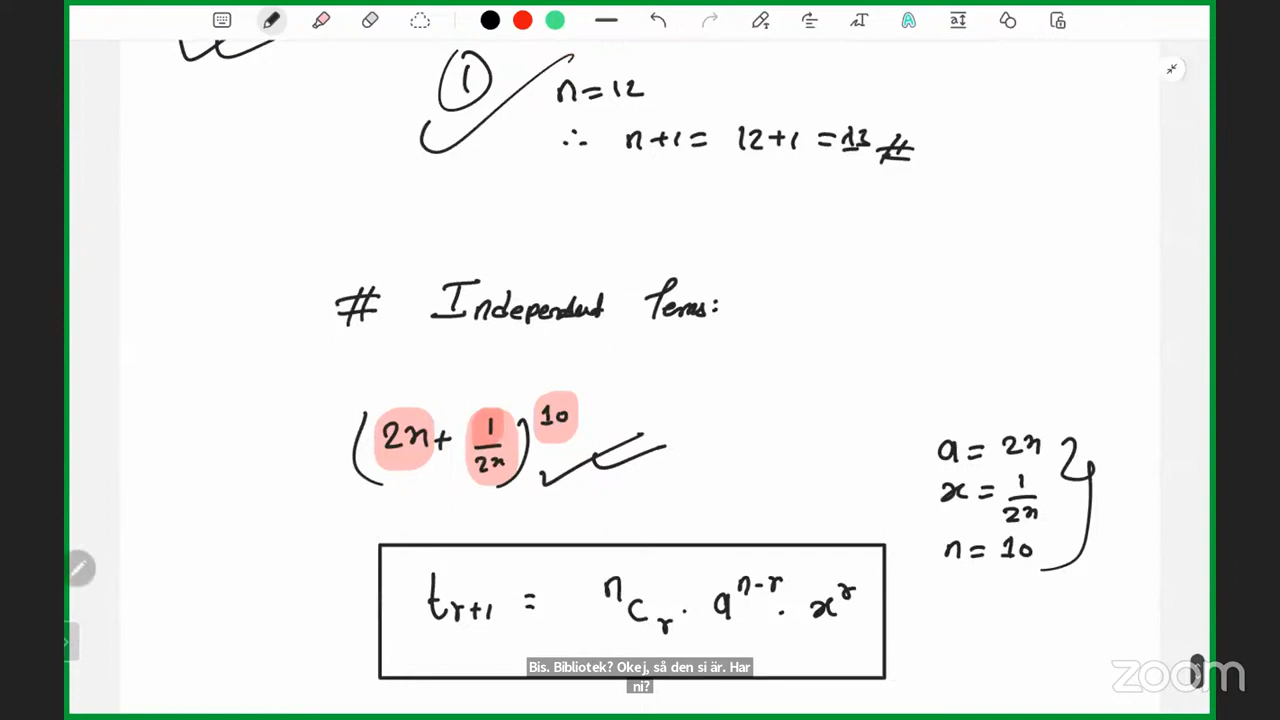 ①
n=12
∴ n+1= 12+1 =13 #
# Independent Terms:
(2x + 1/2x)^10
a = 2x
x = 1/2x
n = 10
t_{r+1} = ⁿC_r . a^{n-r} . x^r
Bis. Bibliotek? Okej, så den si är. Har
ni?
zoom